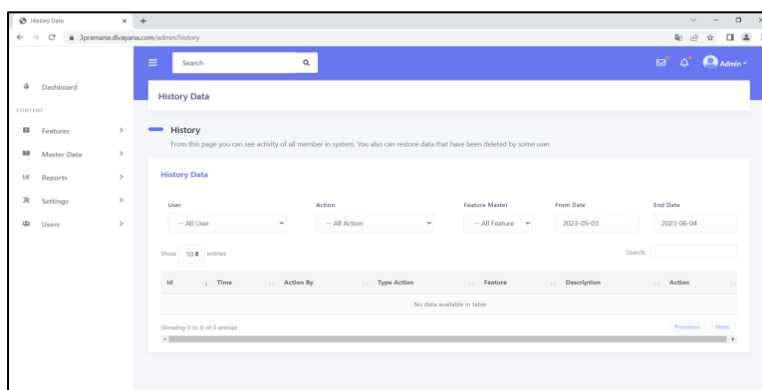 History Data
3pramana.divayana.com/admin/history
Search
Admin
Dashboard
History Data
CONTENT
Features
History
From this page you can see activity of all member in system. You also can restore data that have been deleted by some user.
Master Data
Reports
History Data
Settings
User Action Feature Master From Date End Date
Users
-- All User -- All Action -- All Feature 2023-05-03 2023-06-04
Show 10 entries Search:
Id Time Action By Type Action Feature Description Action
No data available in table
Showing 0 to 0 of 0 entries Previous Next